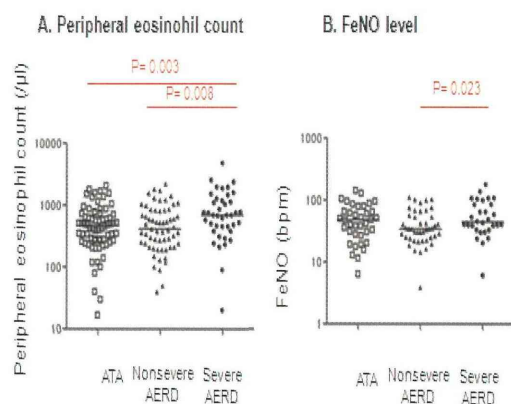 A. Peripheral eosinohil count
P= 0.003
P= 0.008
Peripheral eosinophil count (/µl)
10000
1000
100
10
ATA
Nonsevere AERD
Severe AERD
B. FeNO level
P= 0.023
FeNO (bpm)
1000
100
10
1
ATA
Nonsevere AERD
Severe AERD